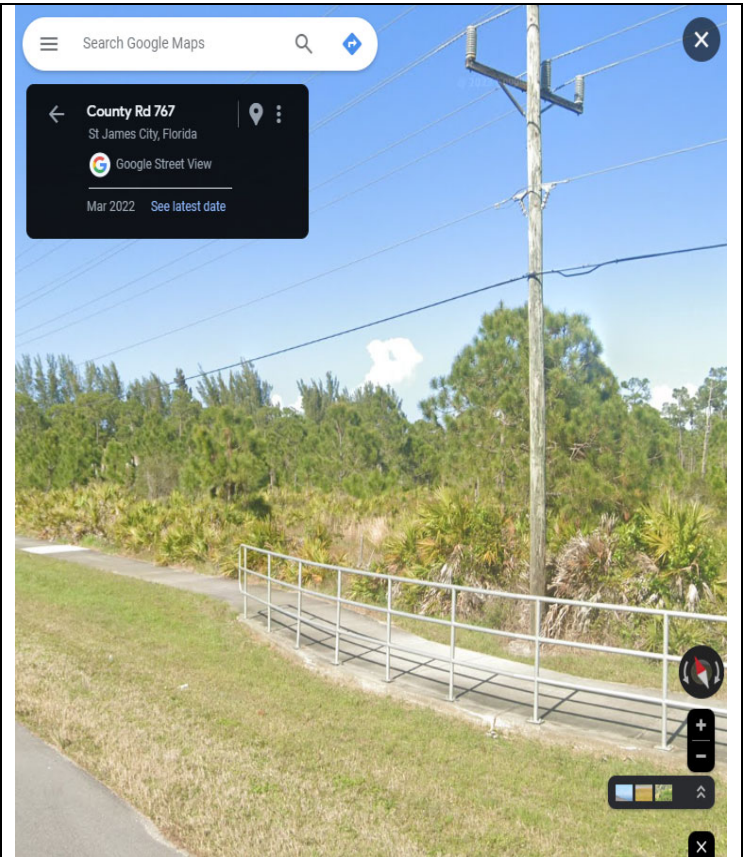 Search Google Maps
County Rd 767
St James City, Florida
Google Street View
Mar 2022 See latest date